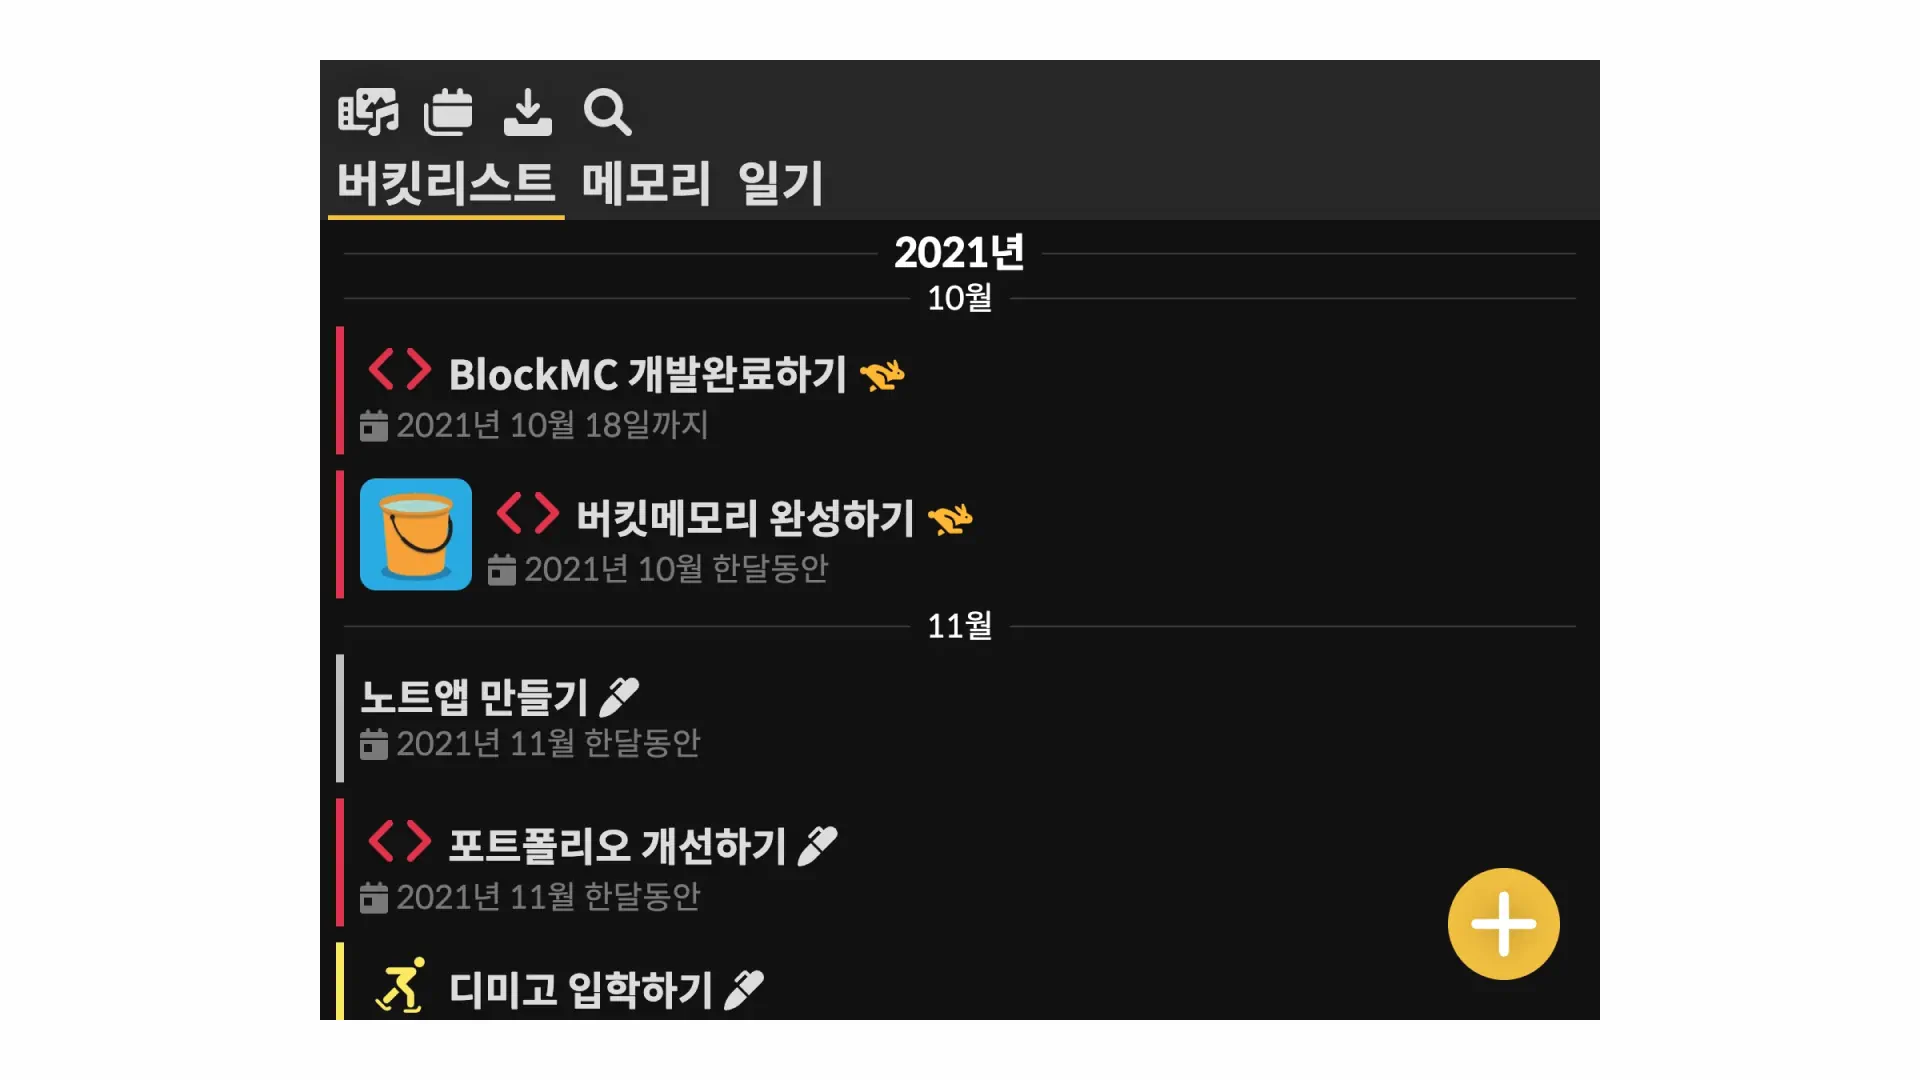 버킷리스트 메모리 일기
2021년
10월
BlockMC 개발완료하기
2021년 10월 18일까지
버킷메모리 완성하기
2021년 10월 한달동안
11월
노트앱 만들기
2021년 11월 한달동안
포트폴리오 개선하기
2021년 11월 한달동안
디미고 입학하기